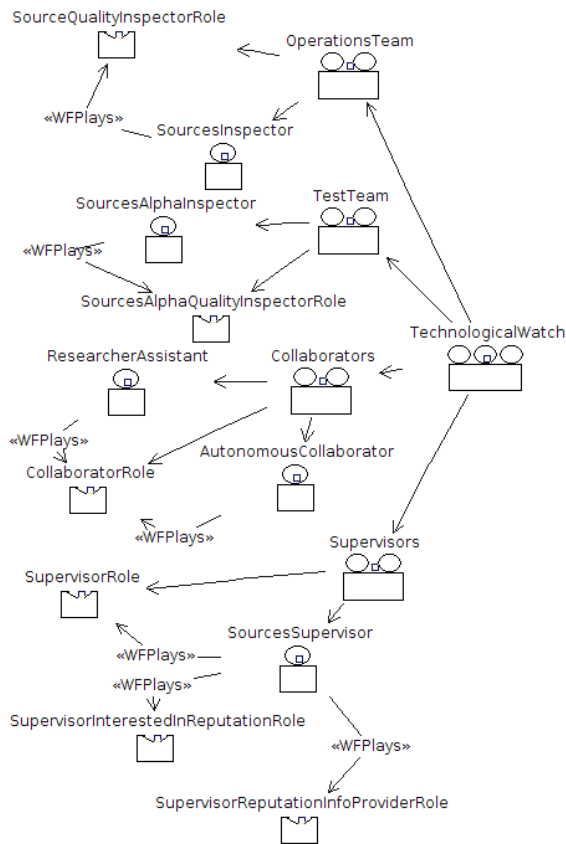 SourceQualityInspectorRole
OperationsTeam
«WFPlays»
SourcesInspector
SourcesAlphaInspector
TestTeam
«WFPlays»
SourcesAlphaQualityInspectorRole
TechnologicalWatch
ResearcherAssistant
Collaborators
«WFPlays»
AutonomousCollaborator
CollaboratorRole
«WFPlays»
Supervisors
SupervisorRole
SourcesSupervisor
«WFPlays»
«WFPlays»
SupervisorInterestedInReputationRole
«WFPlays»
SupervisorReputationInfoProviderRole